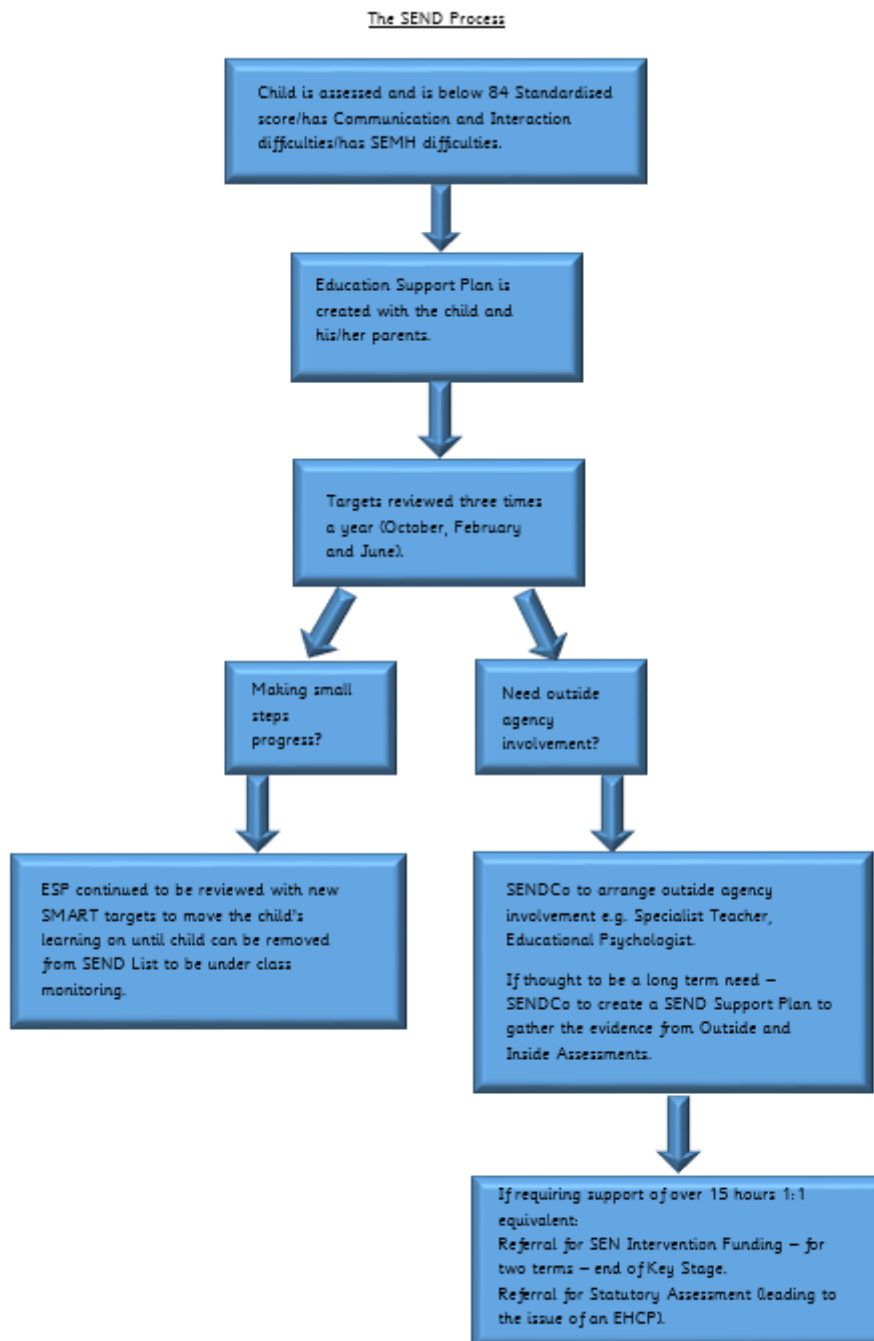 The SEND Process
Child is assessed and is below 84 Standardised
score/has Communication and Interaction
difficulties/has SEMH difficulties.
Education Support Plan is
created with the child and
his/her parents.
Targets reviewed three times
a year (October, February
and June).
Making small
steps
progress?
Need outside
agency
involvement?
ESP continued to be reviewed with new
SMART targets to move the child's
learning on until child can be removed
from SEND List to be under class
monitoring.
SENDCo to arrange outside agency
involvement e.g. Specialist Teacher,
Educational Psychologist.
If thought to be a long term need –
SENDCo to create a SEND Support Plan to
gather the evidence from Outside and
Inside Assessments.
If requiring support of over 15 hours 1:1
equivalent:
Referral for SEN Intervention Funding – for
two terms – end of Key Stage.
Referral for Statutory Assessment (leading to
the issue of an EHCP).